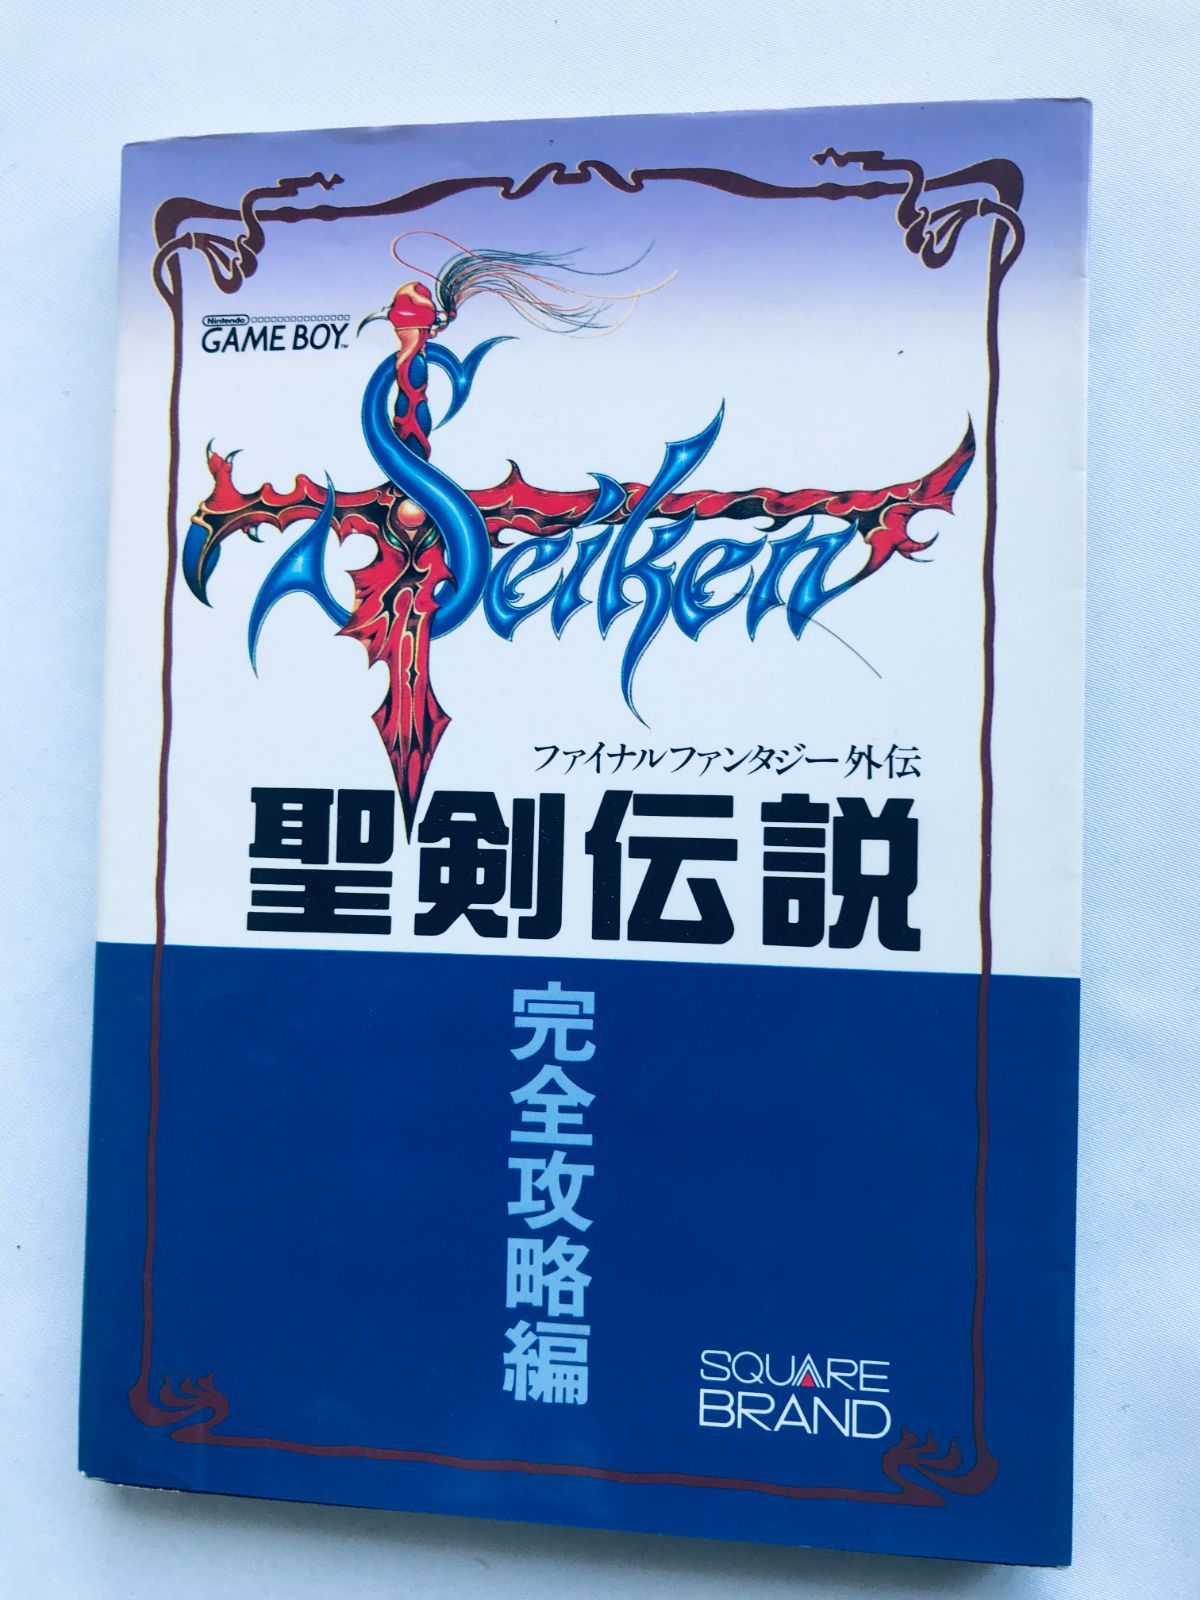 Nintendo
GAME BOY™
Seiken
ファイナルファンタジー外伝
聖剣伝説
完全攻略編
SQUARE
BRAND